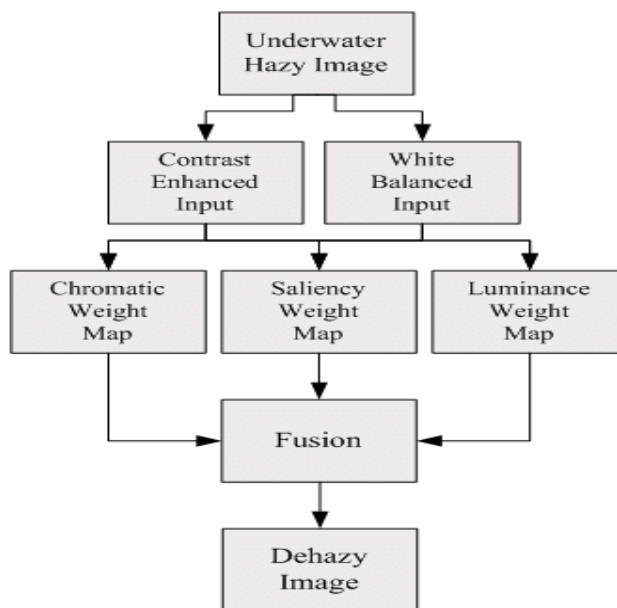 Underwater
Hazy Image
Contrast
Enhanced
Input
White
Balanced
Input
Chromatic
Weight
Map
Saliency
Weight
Map
Luminance
Weight
Map
Fusion
Dehazy
Image